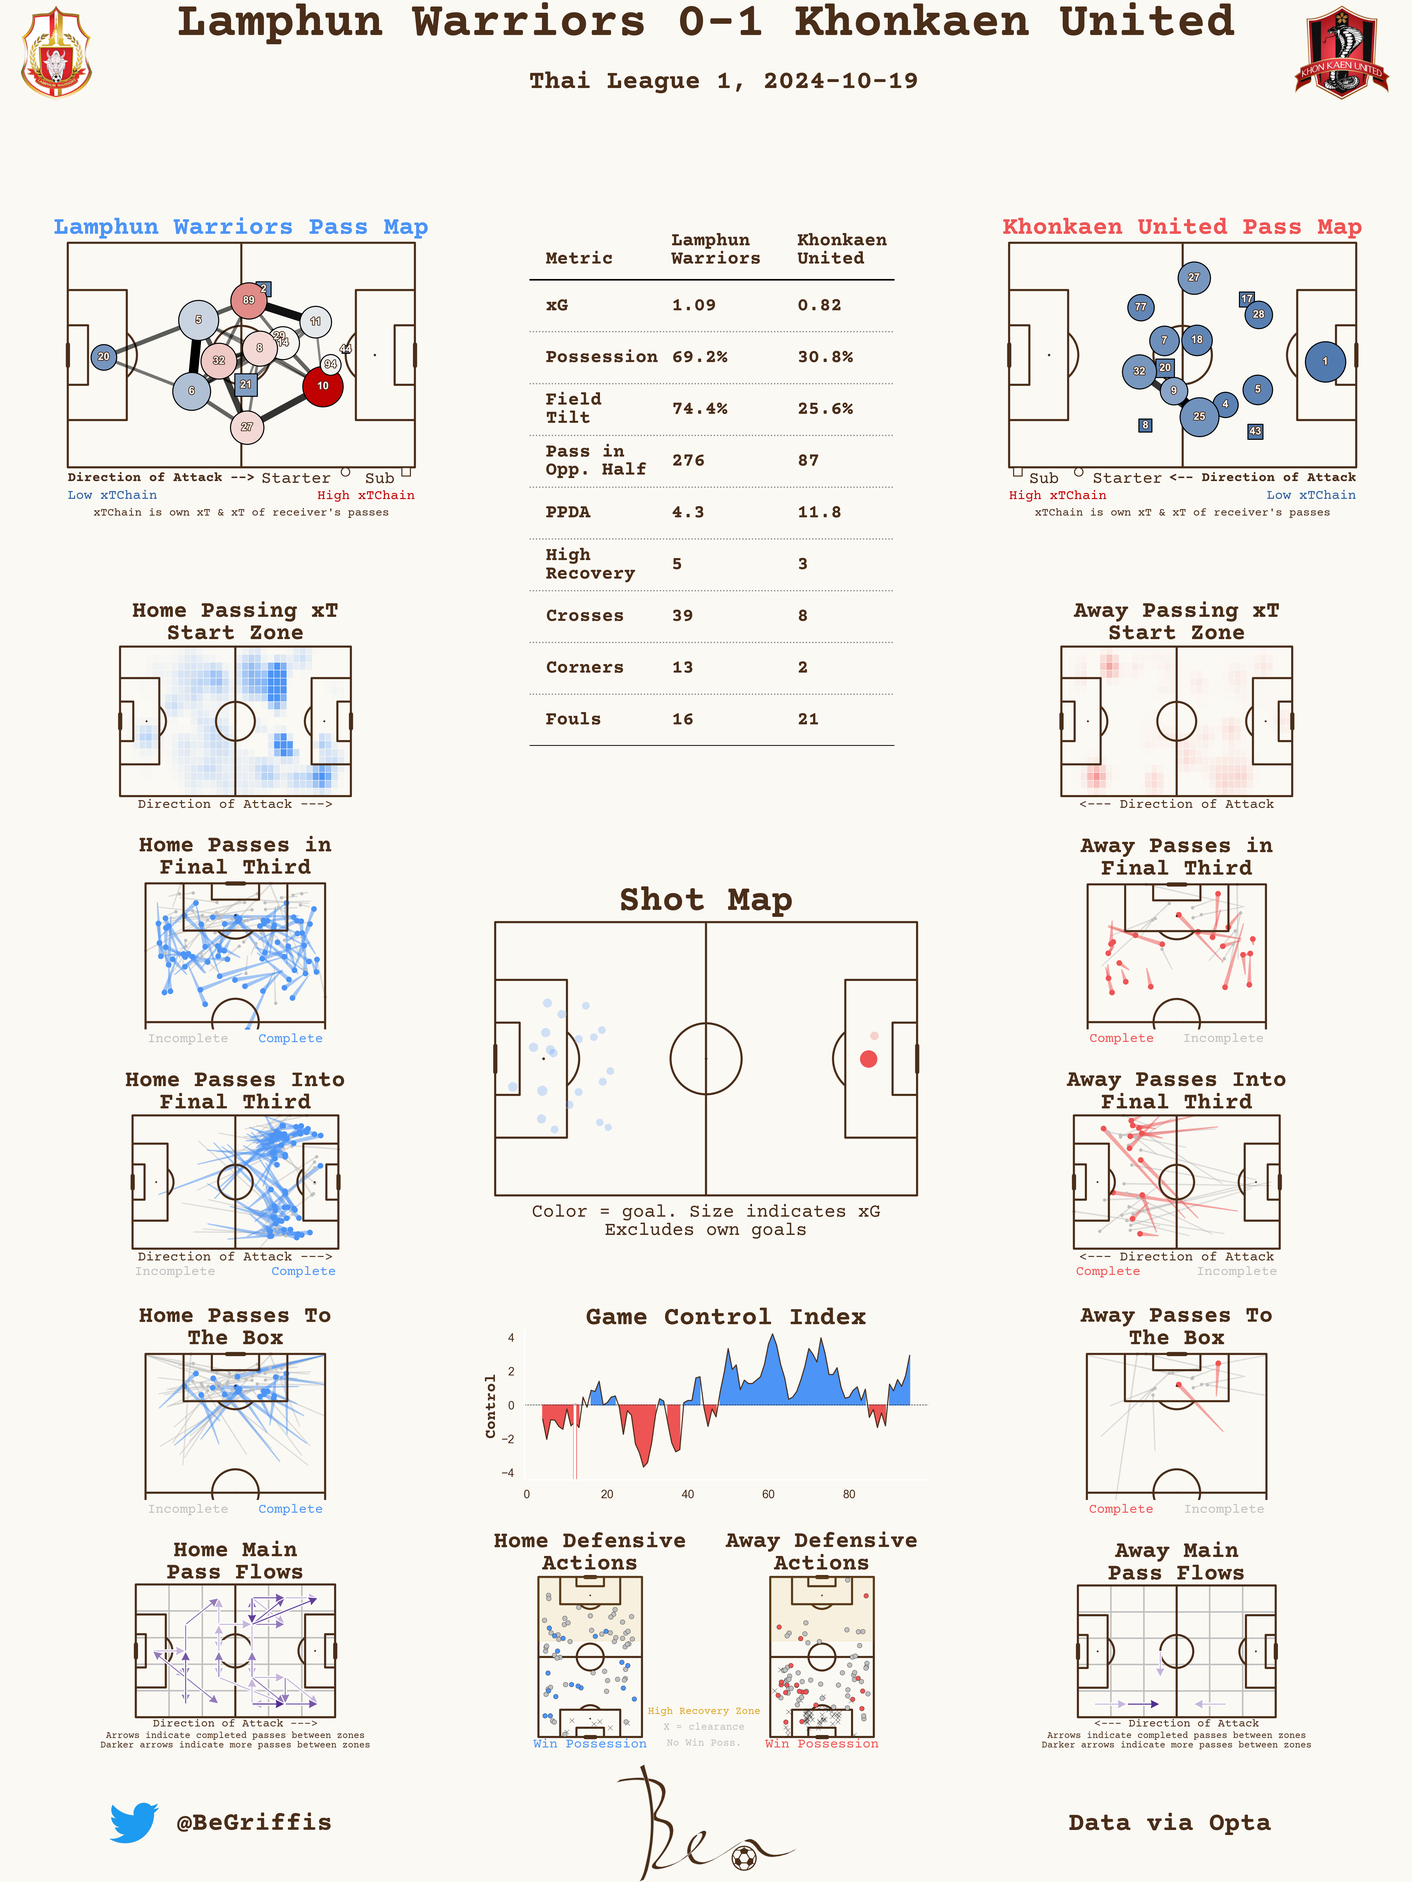 Lamphun Warriors 0-1 Khonkaen United
Thai League 1, 2024-10-19
KHON KAEN UNITED
Lamphun Warriors Pass Map
20
5
6
32
89
2
8
29
14
21
27
11
94
44
10
Direction of Attack --> Starter Sub
Low xTChain High xTChain
xTChain is own xT & xT of receiver's passes
Metric Lamphun Warriors Khonkaen United
xG 1.09 0.82
Possession 69.2% 30.8%
Field Tilt 74.4% 25.6%
Pass in Opp. Half 276 87
PPDA 4.3 11.8
High Recovery 5 3
Crosses 39 8
Corners 13 2
Fouls 16 21
Khonkaen United Pass Map
27
77
17
28
7
18
32
20
1
9
5
4
25
8
43
Sub Starter <-- Direction of Attack
High xTChain Low xTChain
xTChain is own xT & xT of receiver's passes
Home Passing xT
Start Zone
Direction of Attack --->
Away Passing xT
Start Zone
<--- Direction of Attack
Home Passes in
Final Third
Incomplete Complete
Away Passes in
Final Third
Complete Incomplete
Shot Map
Color = goal. Size indicates xG
Excludes own goals
Home Passes Into
Final Third
Direction of Attack --->
Incomplete Complete
Away Passes Into
Final Third
<--- Direction of Attack
Complete Incomplete
Home Passes To
The Box
Incomplete Complete
Game Control Index
Control
4
2
0
−2
−4
0 20 40 60 80
Away Passes To
The Box
Complete Incomplete
Home Main
Pass Flows
Direction of Attack --->
Arrows indicate completed passes between zones
Darker arrows indicate more passes between zones
Home Defensive
Actions
Win Possession
Away Defensive
Actions
Win Possession
High Recovery Zone
X = clearance
No Win Poss.
Away Main
Pass Flows
<--- Direction of Attack
Arrows indicate completed passes between zones
Darker arrows indicate more passes between zones
@BeGriffis
Ben
Data via Opta